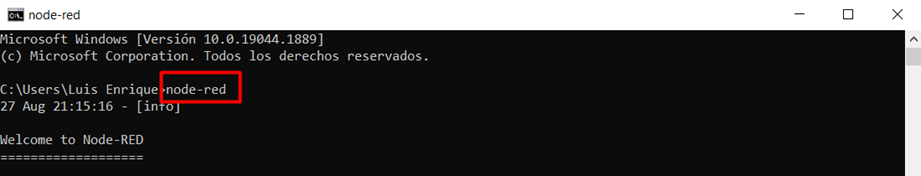 node-red
Microsoft Windows [Versión 10.0.19044.1889]
(c) Microsoft Corporation. Todos los derechos reservados.
C:\Users\Luis Enrique>node-red
27 Aug 21:15:16 - [info]
Welcome to Node-RED
===================